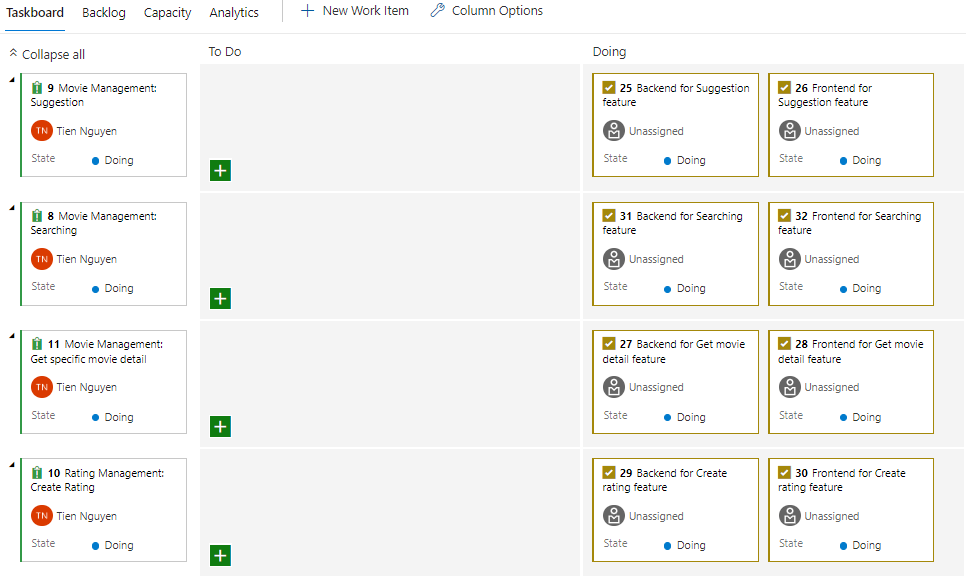 Taskboard Backlog Capacity Analytics New Work Item Column Options
Collapse all To Do Doing
9 Movie Management:
Suggestion
TN Tien Nguyen
State Doing
25 Backend for Suggestion
feature
Unassigned
State Doing
26 Frontend for
Suggestion feature
Unassigned
State Doing
8 Movie Management:
Searching
TN Tien Nguyen
State Doing
31 Backend for Searching
feature
Unassigned
State Doing
32 Frontend for Searching
feature
Unassigned
State Doing
11 Movie Management:
Get specific movie detail
TN Tien Nguyen
State Doing
27 Backend for Get movie
detail feature
Unassigned
State Doing
28 Frontend for Get movie
detail feature
Unassigned
State Doing
10 Rating Management:
Create Rating
TN Tien Nguyen
State Doing
29 Backend for Create
rating feature
Unassigned
State Doing
30 Frontend for Create
rating feature
Unassigned
State Doing